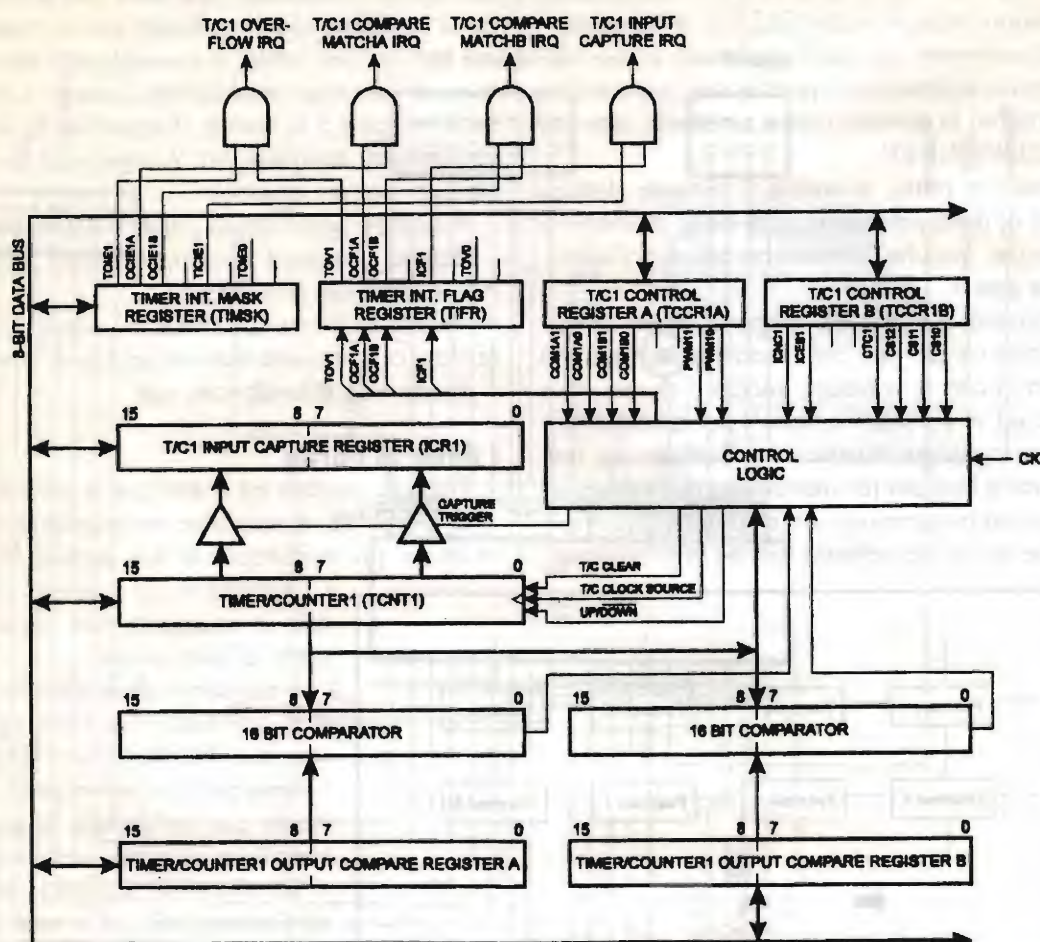 T/C1 OVER-
FLOW IRQ
T/C1 COMPARE
MATCHA IRQ
T/C1 COMPARE
MATCHB IRQ
T/C1 INPUT
CAPTURE IRQ
8-BIT DATA BUS
TOIE1
OCIE1A
OCIE1B
TICIE1
TOIE0
TOV1
OCF1A
OCF1B
ICF1
TOV0
TIMER INT. MASK
REGISTER (TIMSK)
TIMER INT. FLAG
REGISTER (TIFR)
T/C1 CONTROL
REGISTER A (TCCR1A)
T/C1 CONTROL
REGISTER B (TCCR1B)
TOV1
OCF1A
OCF1B
ICF1
COM1A1
COM1A0
COM1B1
COM1B0
PWM11
PWM10
ICNC1
ICES1
CTC1
CS12
CS11
CS10
15 8 7 0
T/C1 INPUT CAPTURE REGISTER (ICR1)
CONTROL
LOGIC
CK
CAPTURE
TRIGGER
15 8 7 0
TIMER/COUNTER1 (TCNT1)
T/C CLEAR
T/C CLOCK SOURCE
UP/DOWN
15 8 7 0
16 BIT COMPARATOR
15 8 7 0
16 BIT COMPARATOR
15 8 7 0
TIMER/COUNTER1 OUTPUT COMPARE REGISTER A
15 8 7 0
TIMER/COUNTER1 OUTPUT COMPARE REGISTER B